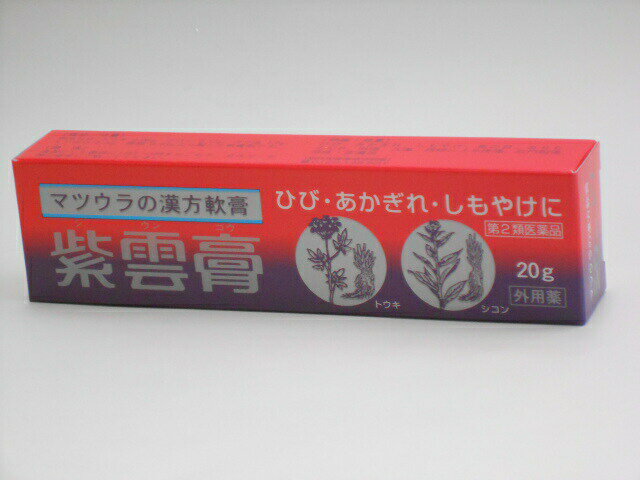 マツウラの漢方軟膏
シ ウン コウ
紫雲膏
ひび・あかぎれ・しもやけに
第2類医薬品
トウキ
シコン
20g
外用薬